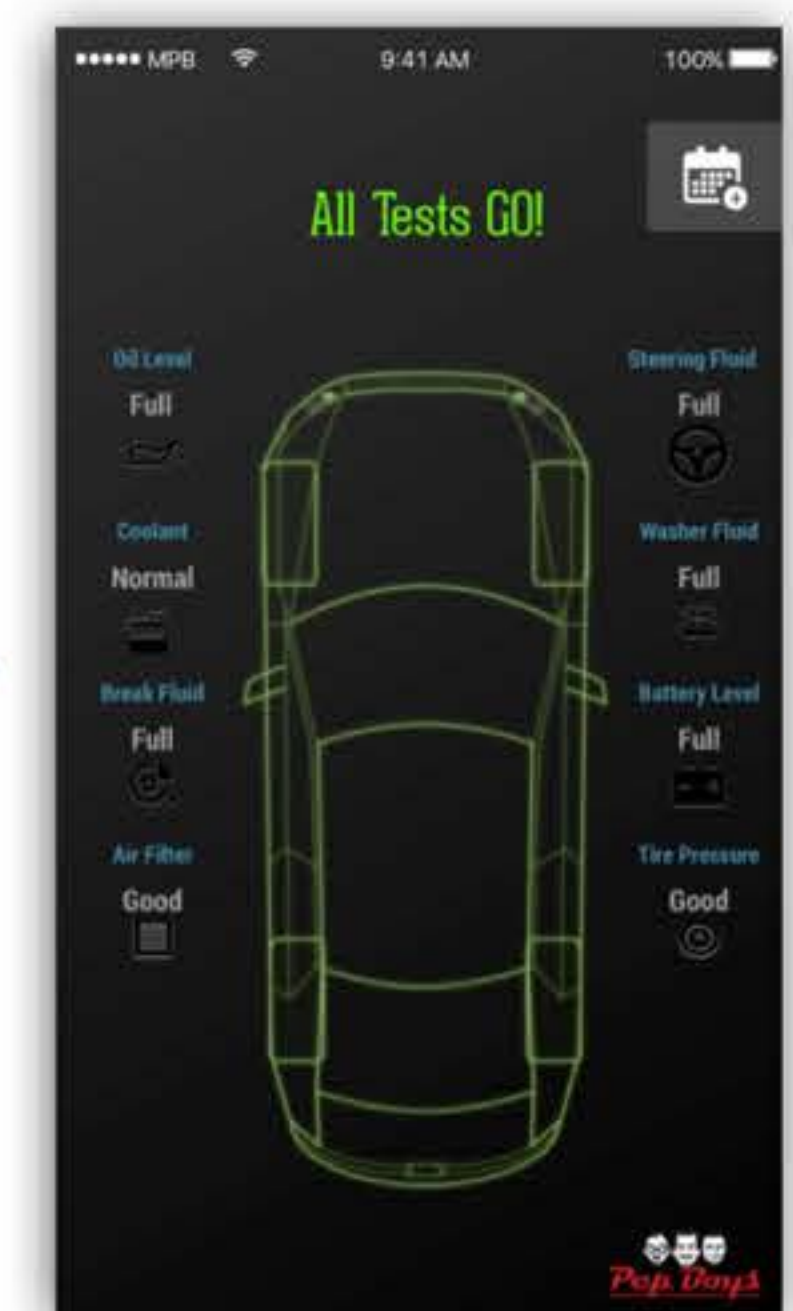 MPB 9:41 AM 100%
All Tests GO!
Oil Level
Full
Coolant
Normal
Break Fluid
Full
Air Filter
Good
Steering Fluid
Full
Washer Fluid
Full
Battery Level
Full
Tire Pressure
Good
Pep Boys